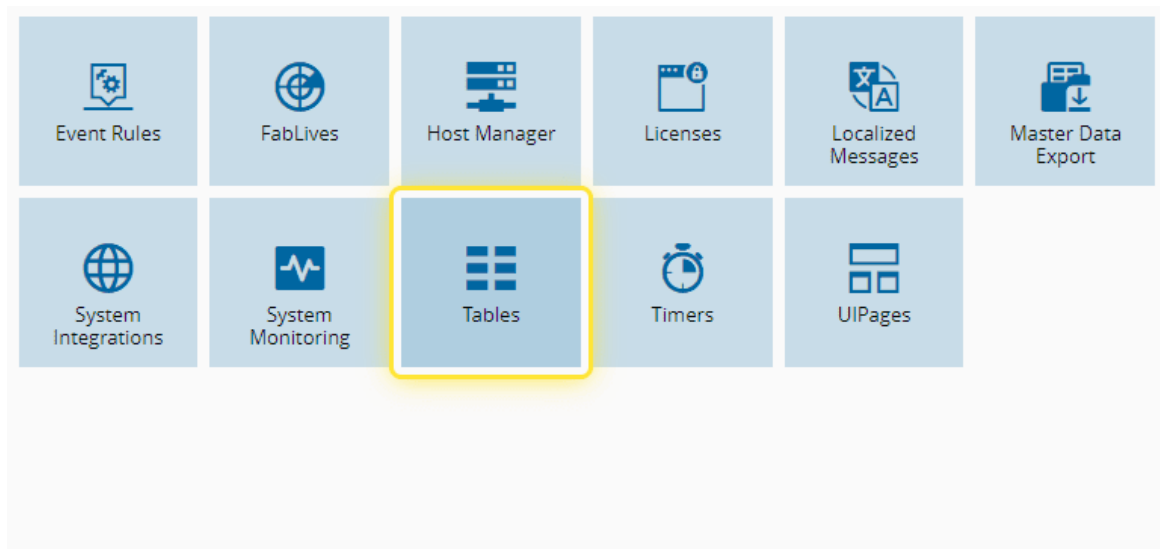 Event Rules
FabLives
Host Manager
Licenses
Localized
Messages
Master Data
Export
System
Integrations
System
Monitoring
Tables
Timers
UIPages